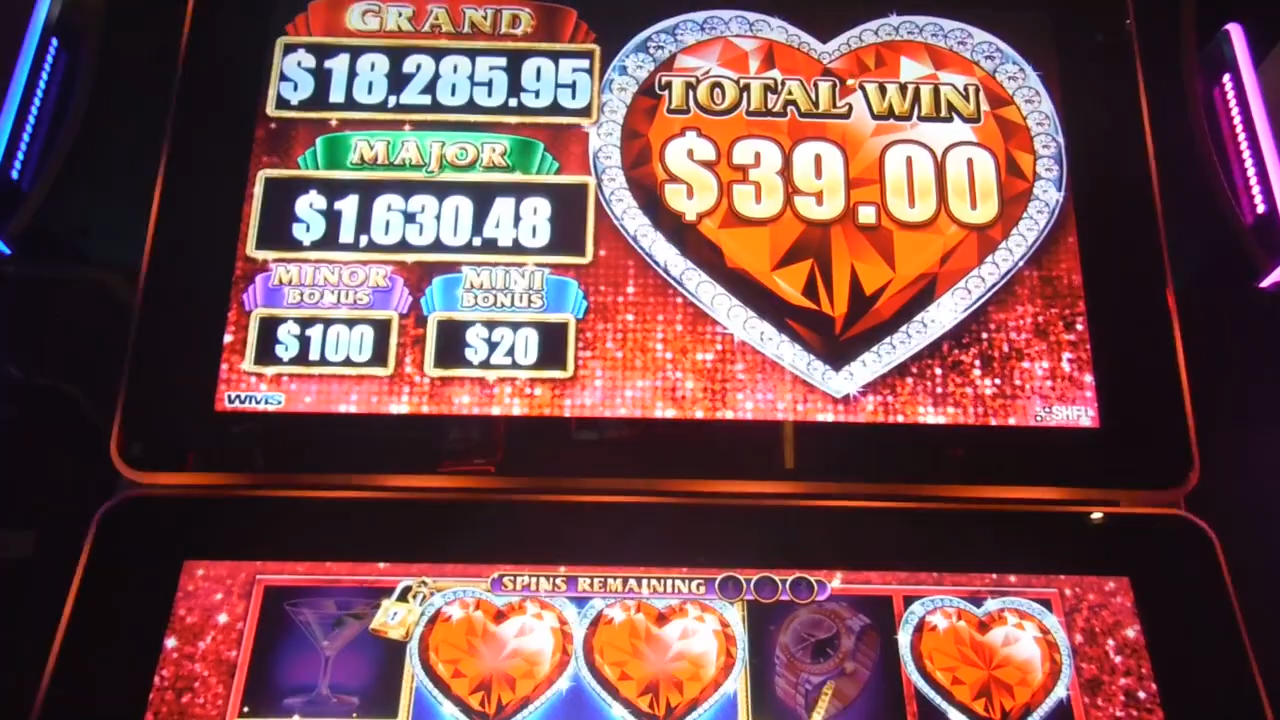 GRAND
$18,285.95
MAJOR
$1,630.48
MINOR
BONUS
$100
MINI
BONUS
$20
TOTAL WIN
$39.00
WMS
SHFL
SPINS REMAINING